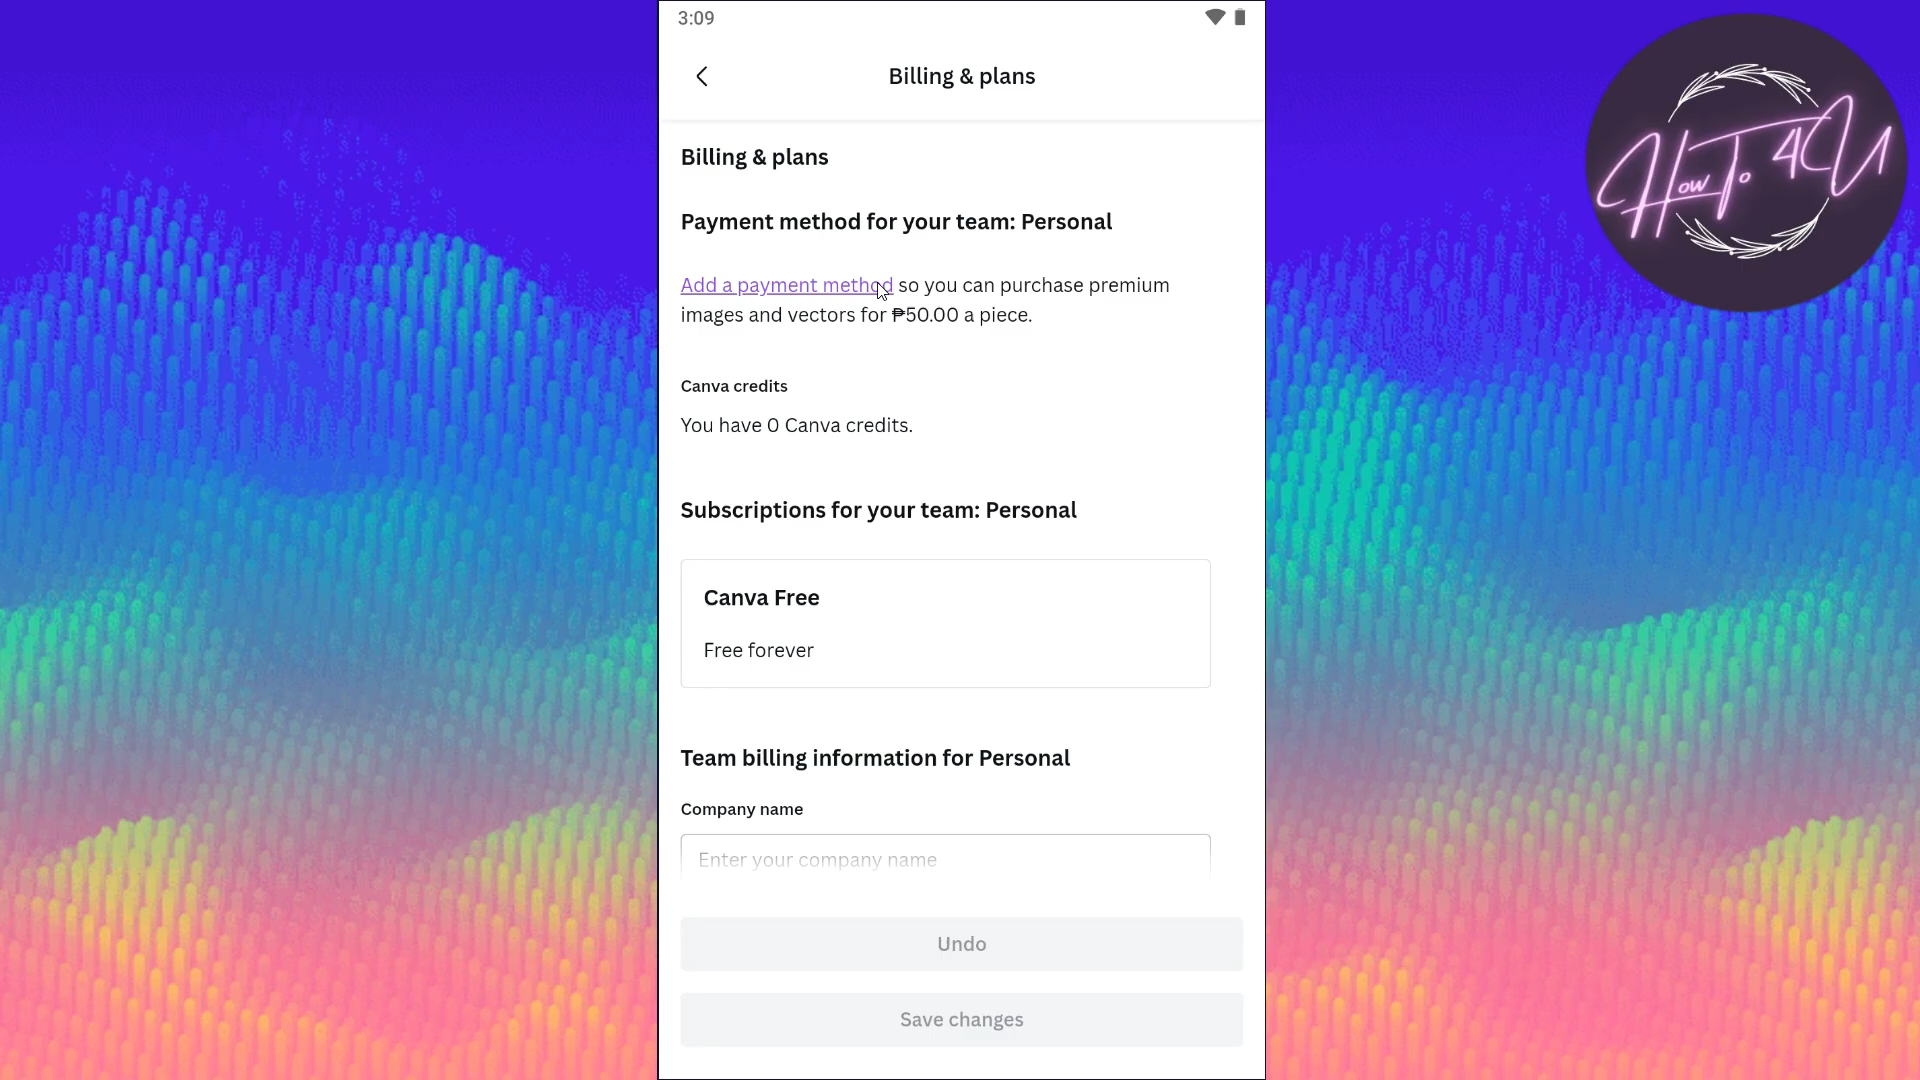 3:09
Billing & plans
HowTo 4U
Billing & plans
Payment method for your team: Personal
Add a payment method so you can purchase premium
images and vectors for ₱50.00 a piece.
Canva credits
You have 0 Canva credits.
Subscriptions for your team: Personal
Canva Free
Free forever
Team billing information for Personal
Company name
Enter your company name
Undo
Save changes